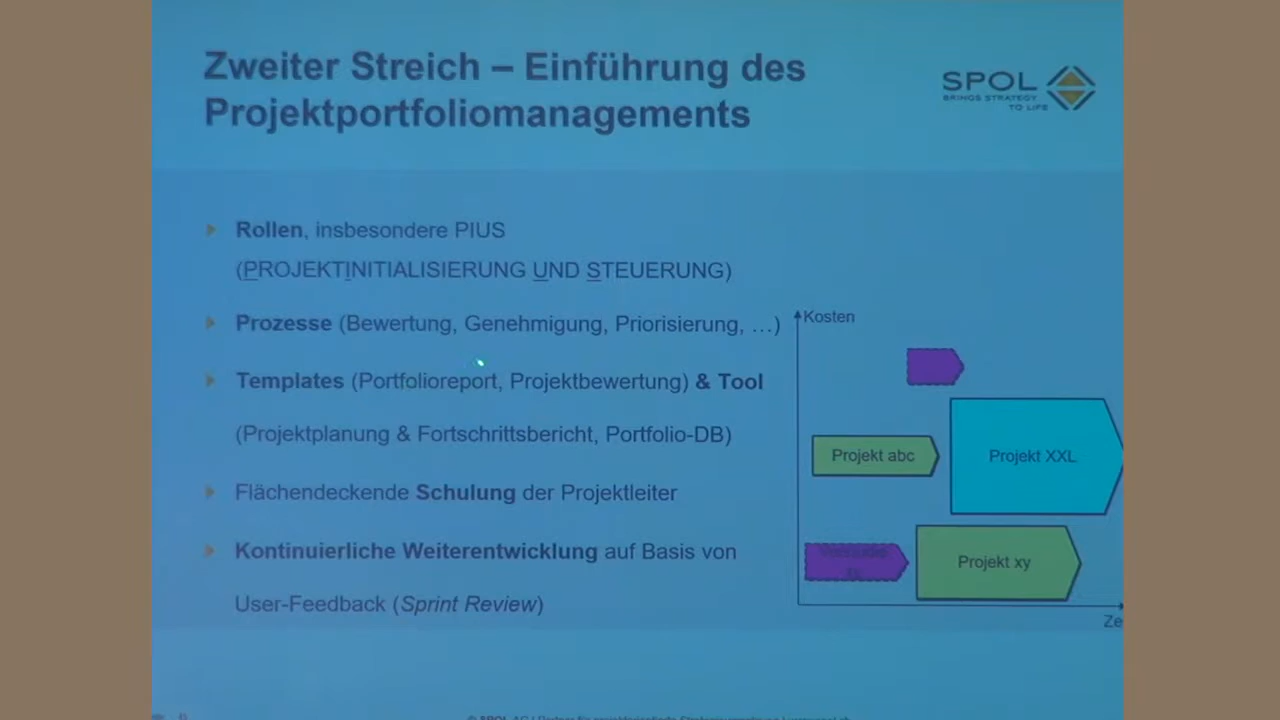 Zweiter Streich – Einführung des
Projektportfoliomanagements
SPOL
BRINGS STRATEGY
TO LIFE
Rollen, insbesondere PIUS
(PROJEKTINITIALISIERUNG UND STEUERUNG)
Prozesse (Bewertung, Genehmigung, Priorisierung, …)
Templates (Portfolioreport, Projektbewertung) & Tool
(Projektplanung & Fortschrittsbericht, Portfolio-DB)
Flächendeckende Schulung der Projektleiter
Kontinuierliche Weiterentwicklung auf Basis von
User-Feedback (Sprint Review)
Kosten
Projekt abc
Projekt XXL
Projekt xy
Ze